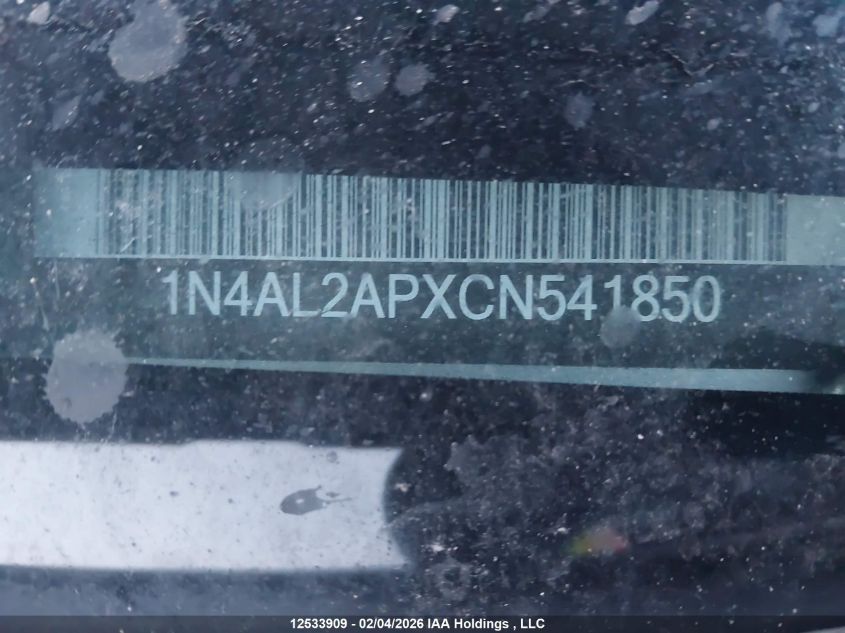 1N4AL2APXCN541850
12533909 - 02/04/2026 IAA Holdings , LLC